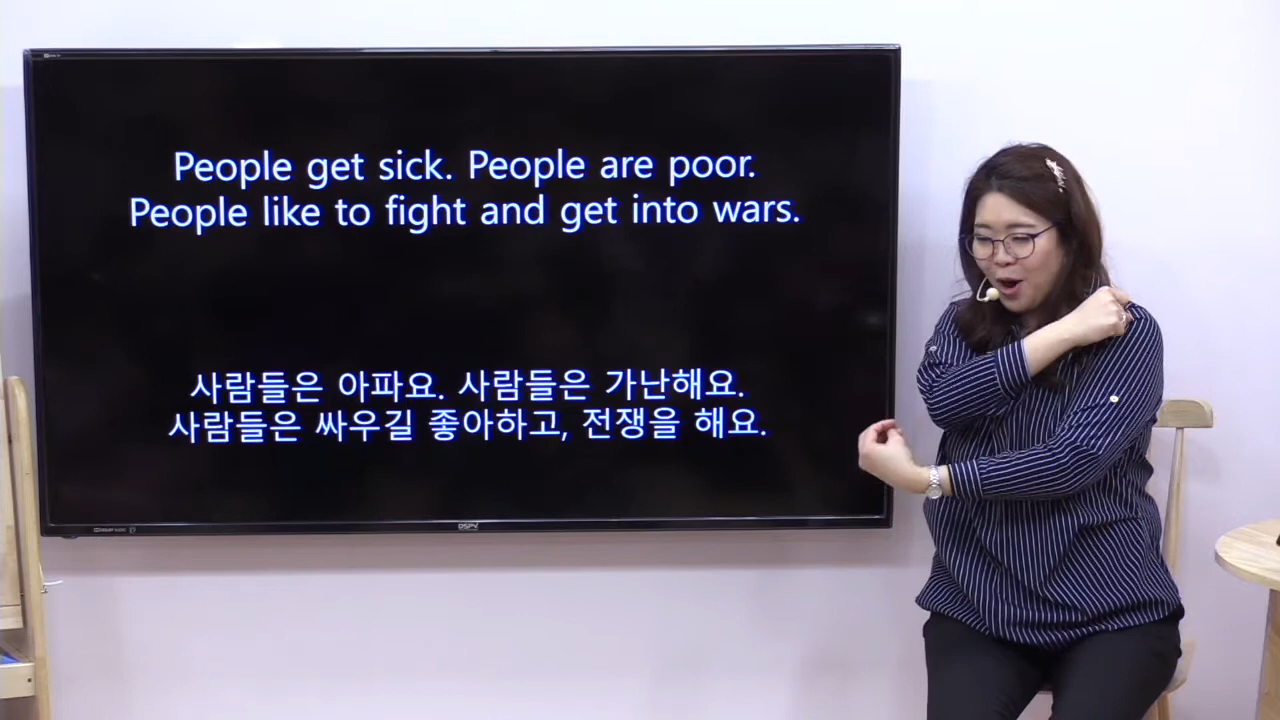 People get sick. People are poor.
People like to fight and get into wars.
사람들은 아파요. 사람들은 가난해요.
사람들은 싸우길 좋아하고, 전쟁을 해요.
DSPV